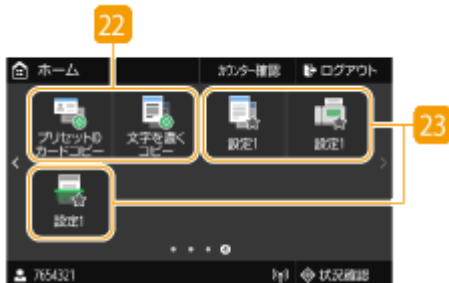 22
ホーム
カウンター確認
ログアウト
プリセットID
カードコピー
文字を濃く
コピー
設定1
設定1
23
設定1
7654321
状況確認